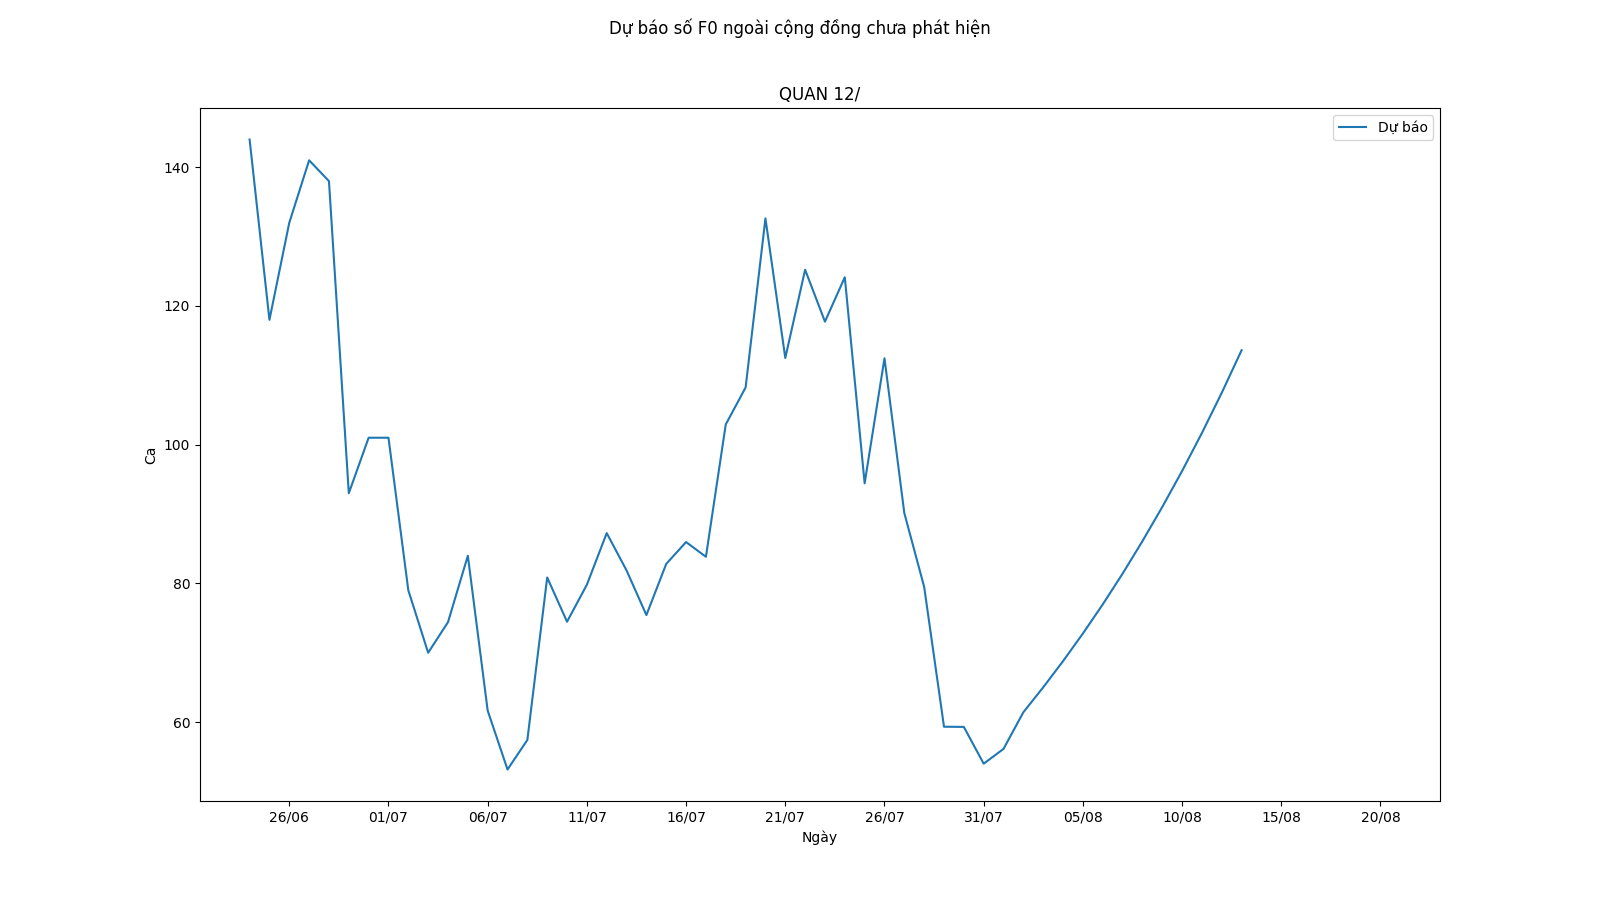 Dự báo số F0 ngoài cộng đồng chưa phát hiện
QUAN 12/
Dự báo
140
120
100
80
60
Ca
26/06 01/07 06/07 11/07 16/07 21/07 26/07 31/07 05/08 10/08 15/08 20/08
Ngày